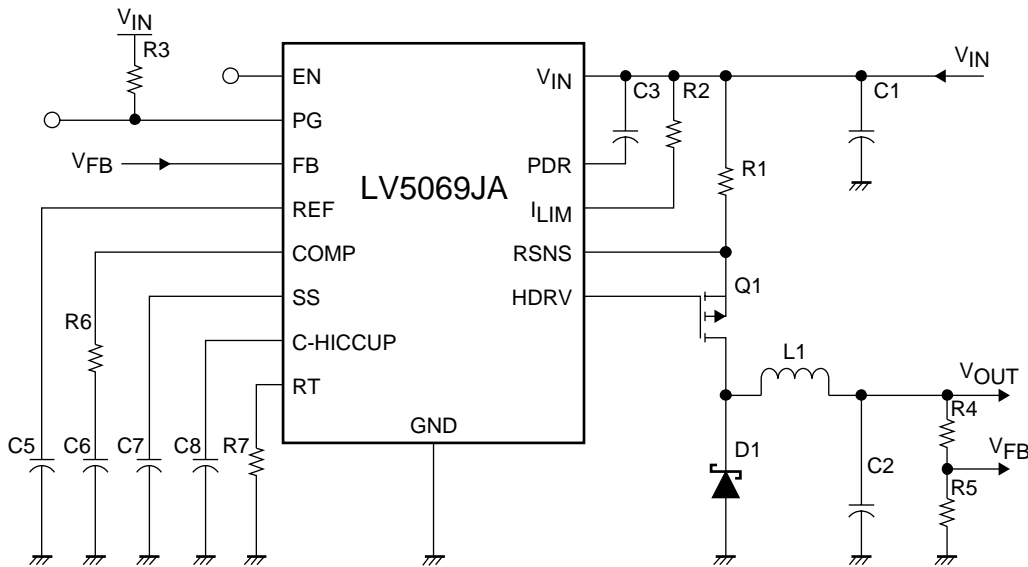 VIN
R3
EN
PG
VFB
FB
REF
COMP
SS
C-HICCUP
RT
R6
C5
C6
C7
C8
R7
LV5069JA
GND
VIN
PDR
ILIM
RSNS
HDRV
C3
R2
R1
C1
VIN
Q1
L1
D1
C2
VOUT
R4
VFB
R5